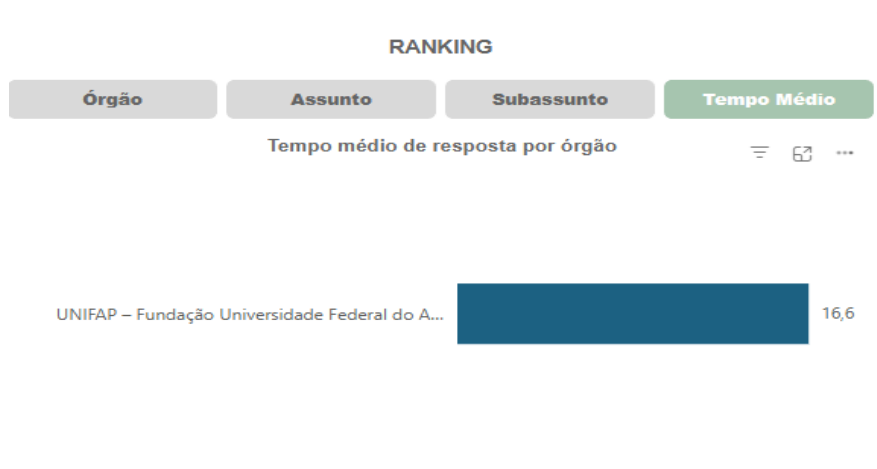 RANKING
Órgão Assunto Subassunto Tempo Médio
Tempo médio de resposta por órgão
UNIFAP – Fundação Universidade Federal do A... 16,6